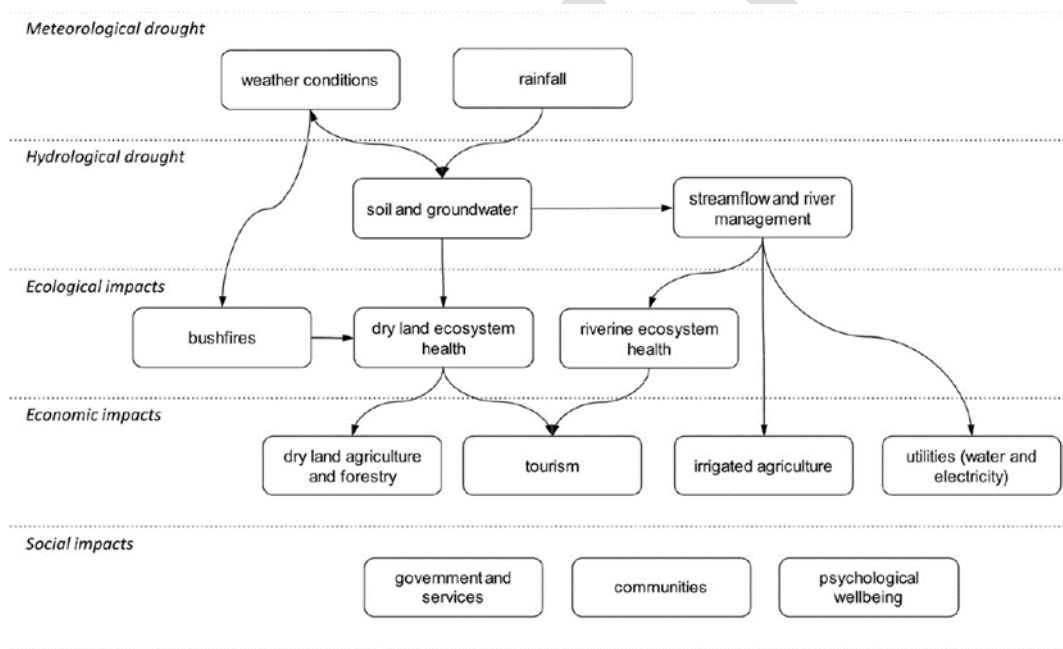 Meteorological drought
weather conditions
rainfall
Hydrological drought
soil and groundwater
streamflow and river
management
Ecological impacts
bushfires
dry land ecosystem
health
riverine ecosystem
health
Economic impacts
dry land agriculture
and forestry
tourism
irrigated agriculture
utilities (water and
electricity)
Social impacts
government and
services
communities
psychological
wellbeing